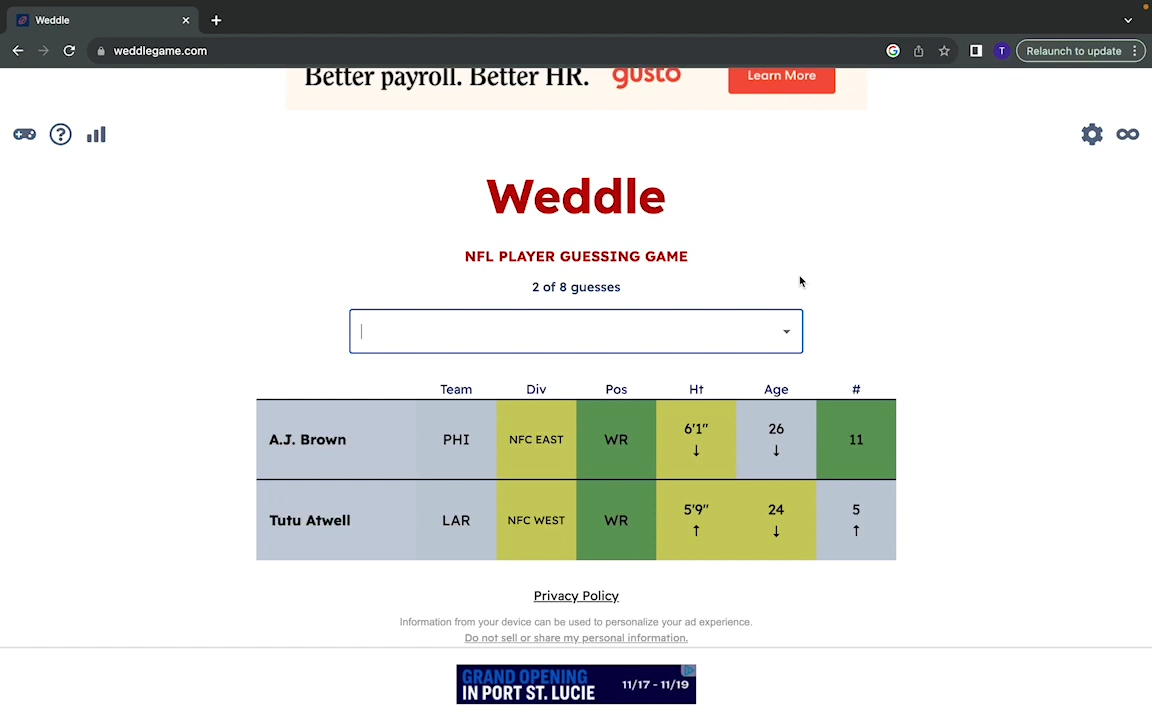 Weddle
weddlegame.com
T
Relaunch to update
Better payroll. Better HR. gusto Learn More
Weddle
NFL PLAYER GUESSING GAME
2 of 8 guesses
Team Div Pos Ht Age #
A.J. Brown PHI NFC EAST WR 6'1" ↓ 26 ↓ 11
Tutu Atwell LAR NFC WEST WR 5'9" ↑ 24 ↓ 5 ↑
Privacy Policy
Information from your device can be used to personalize your ad experience.
Do not sell or share my personal information.
GRAND OPENING
IN PORT ST. LUCIE 11/17 - 11/19